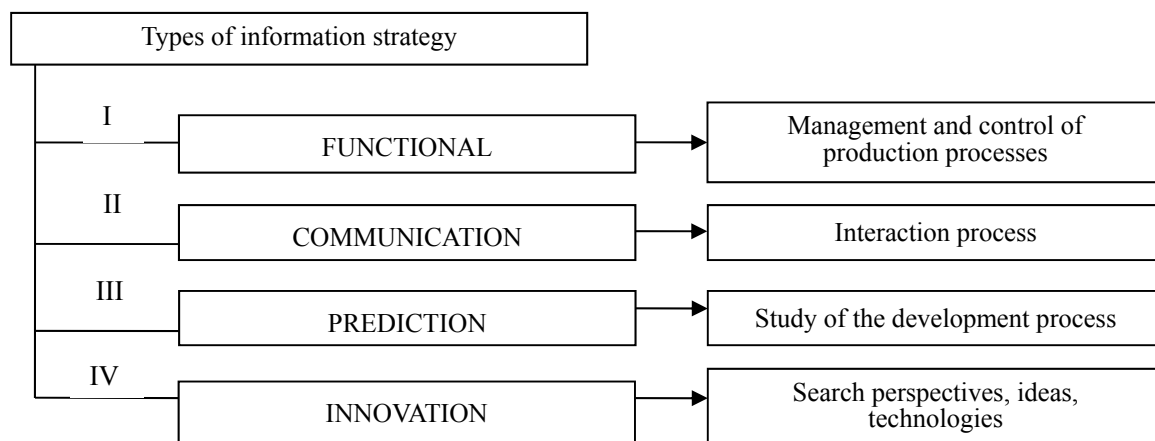 Types of information strategy
I
FUNCTIONAL
Management and control of
production processes
II
COMMUNICATION
Interaction process
III
PREDICTION
Study of the development process
IV
INNOVATION
Search perspectives, ideas,
technologies